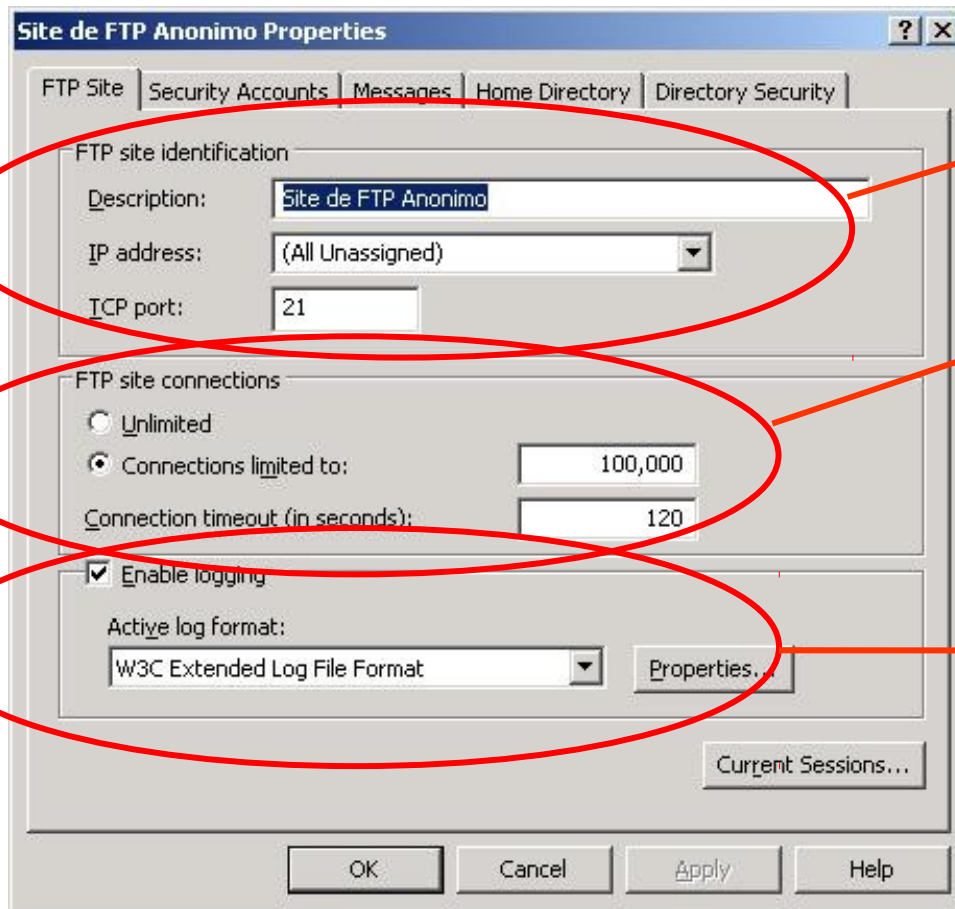 Site de FTP Anonimo Properties
FTP Site Security Accounts Messages Home Directory Directory Security
FTP site identification
Description: Site de FTP Anonimo
IP address: (All Unassigned)
TCP port: 21
FTP site connections
Unlimited
Connections limited to: 100,000
Connection timeout (in seconds): 120
Enable logging
Active log format:
W3C Extended Log File Format Properties...
Current Sessions...
OK Cancel Apply Help